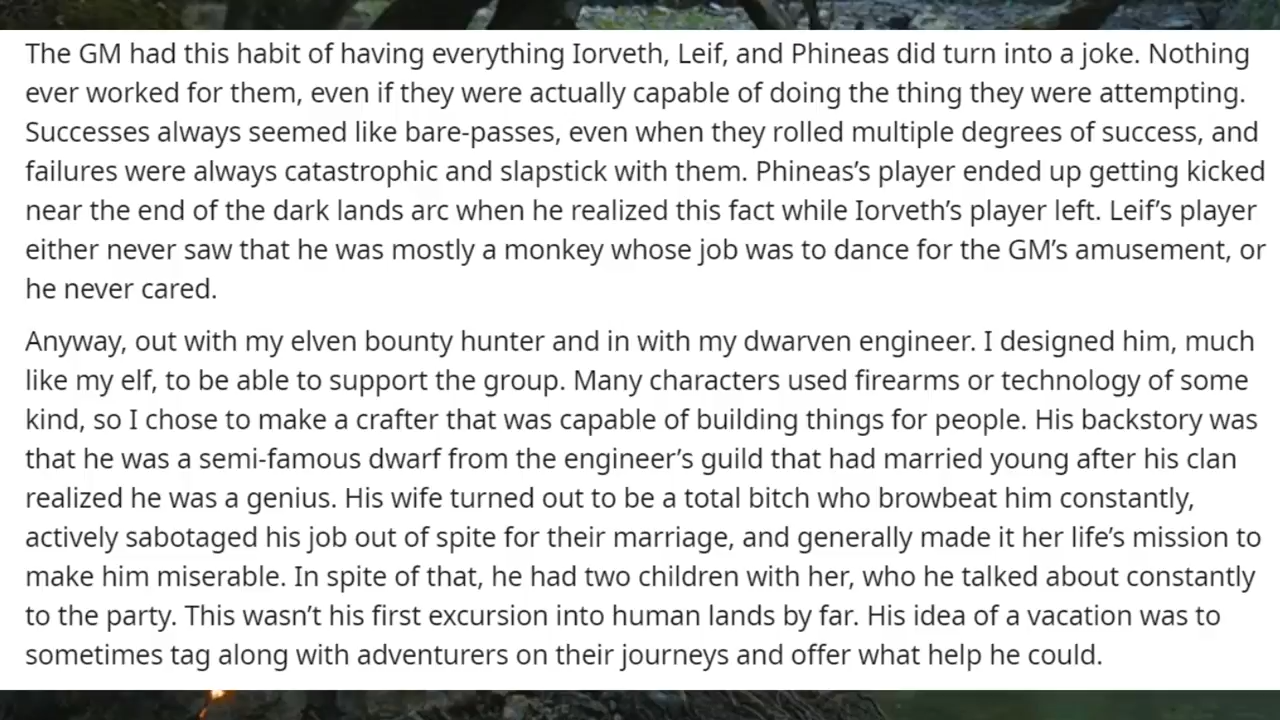 The GM had this habit of having everything Iorveth, Leif, and Phineas did turn into a joke. Nothing
ever worked for them, even if they were actually capable of doing the thing they were attempting.
Successes always seemed like bare-passes, even when they rolled multiple degrees of success, and
failures were always catastrophic and slapstick with them. Phineas’s player ended up getting kicked
near the end of the dark lands arc when he realized this fact while Iorveth’s player left. Leif’s player
either never saw that he was mostly a monkey whose job was to dance for the GM’s amusement, or
he never cared.
Anyway, out with my elven bounty hunter and in with my dwarven engineer. I designed him, much
like my elf, to be able to support the group. Many characters used firearms or technology of some
kind, so I chose to make a crafter that was capable of building things for people. His backstory was
that he was a semi-famous dwarf from the engineer’s guild that had married young after his clan
realized he was a genius. His wife turned out to be a total bitch who browbeat him constantly,
actively sabotaged his job out of spite for their marriage, and generally made it her life’s mission to
make him miserable. In spite of that, he had two children with her, who he talked about constantly
to the party. This wasn’t his first excursion into human lands by far. His idea of a vacation was to
sometimes tag along with adventurers on their journeys and offer what help he could.